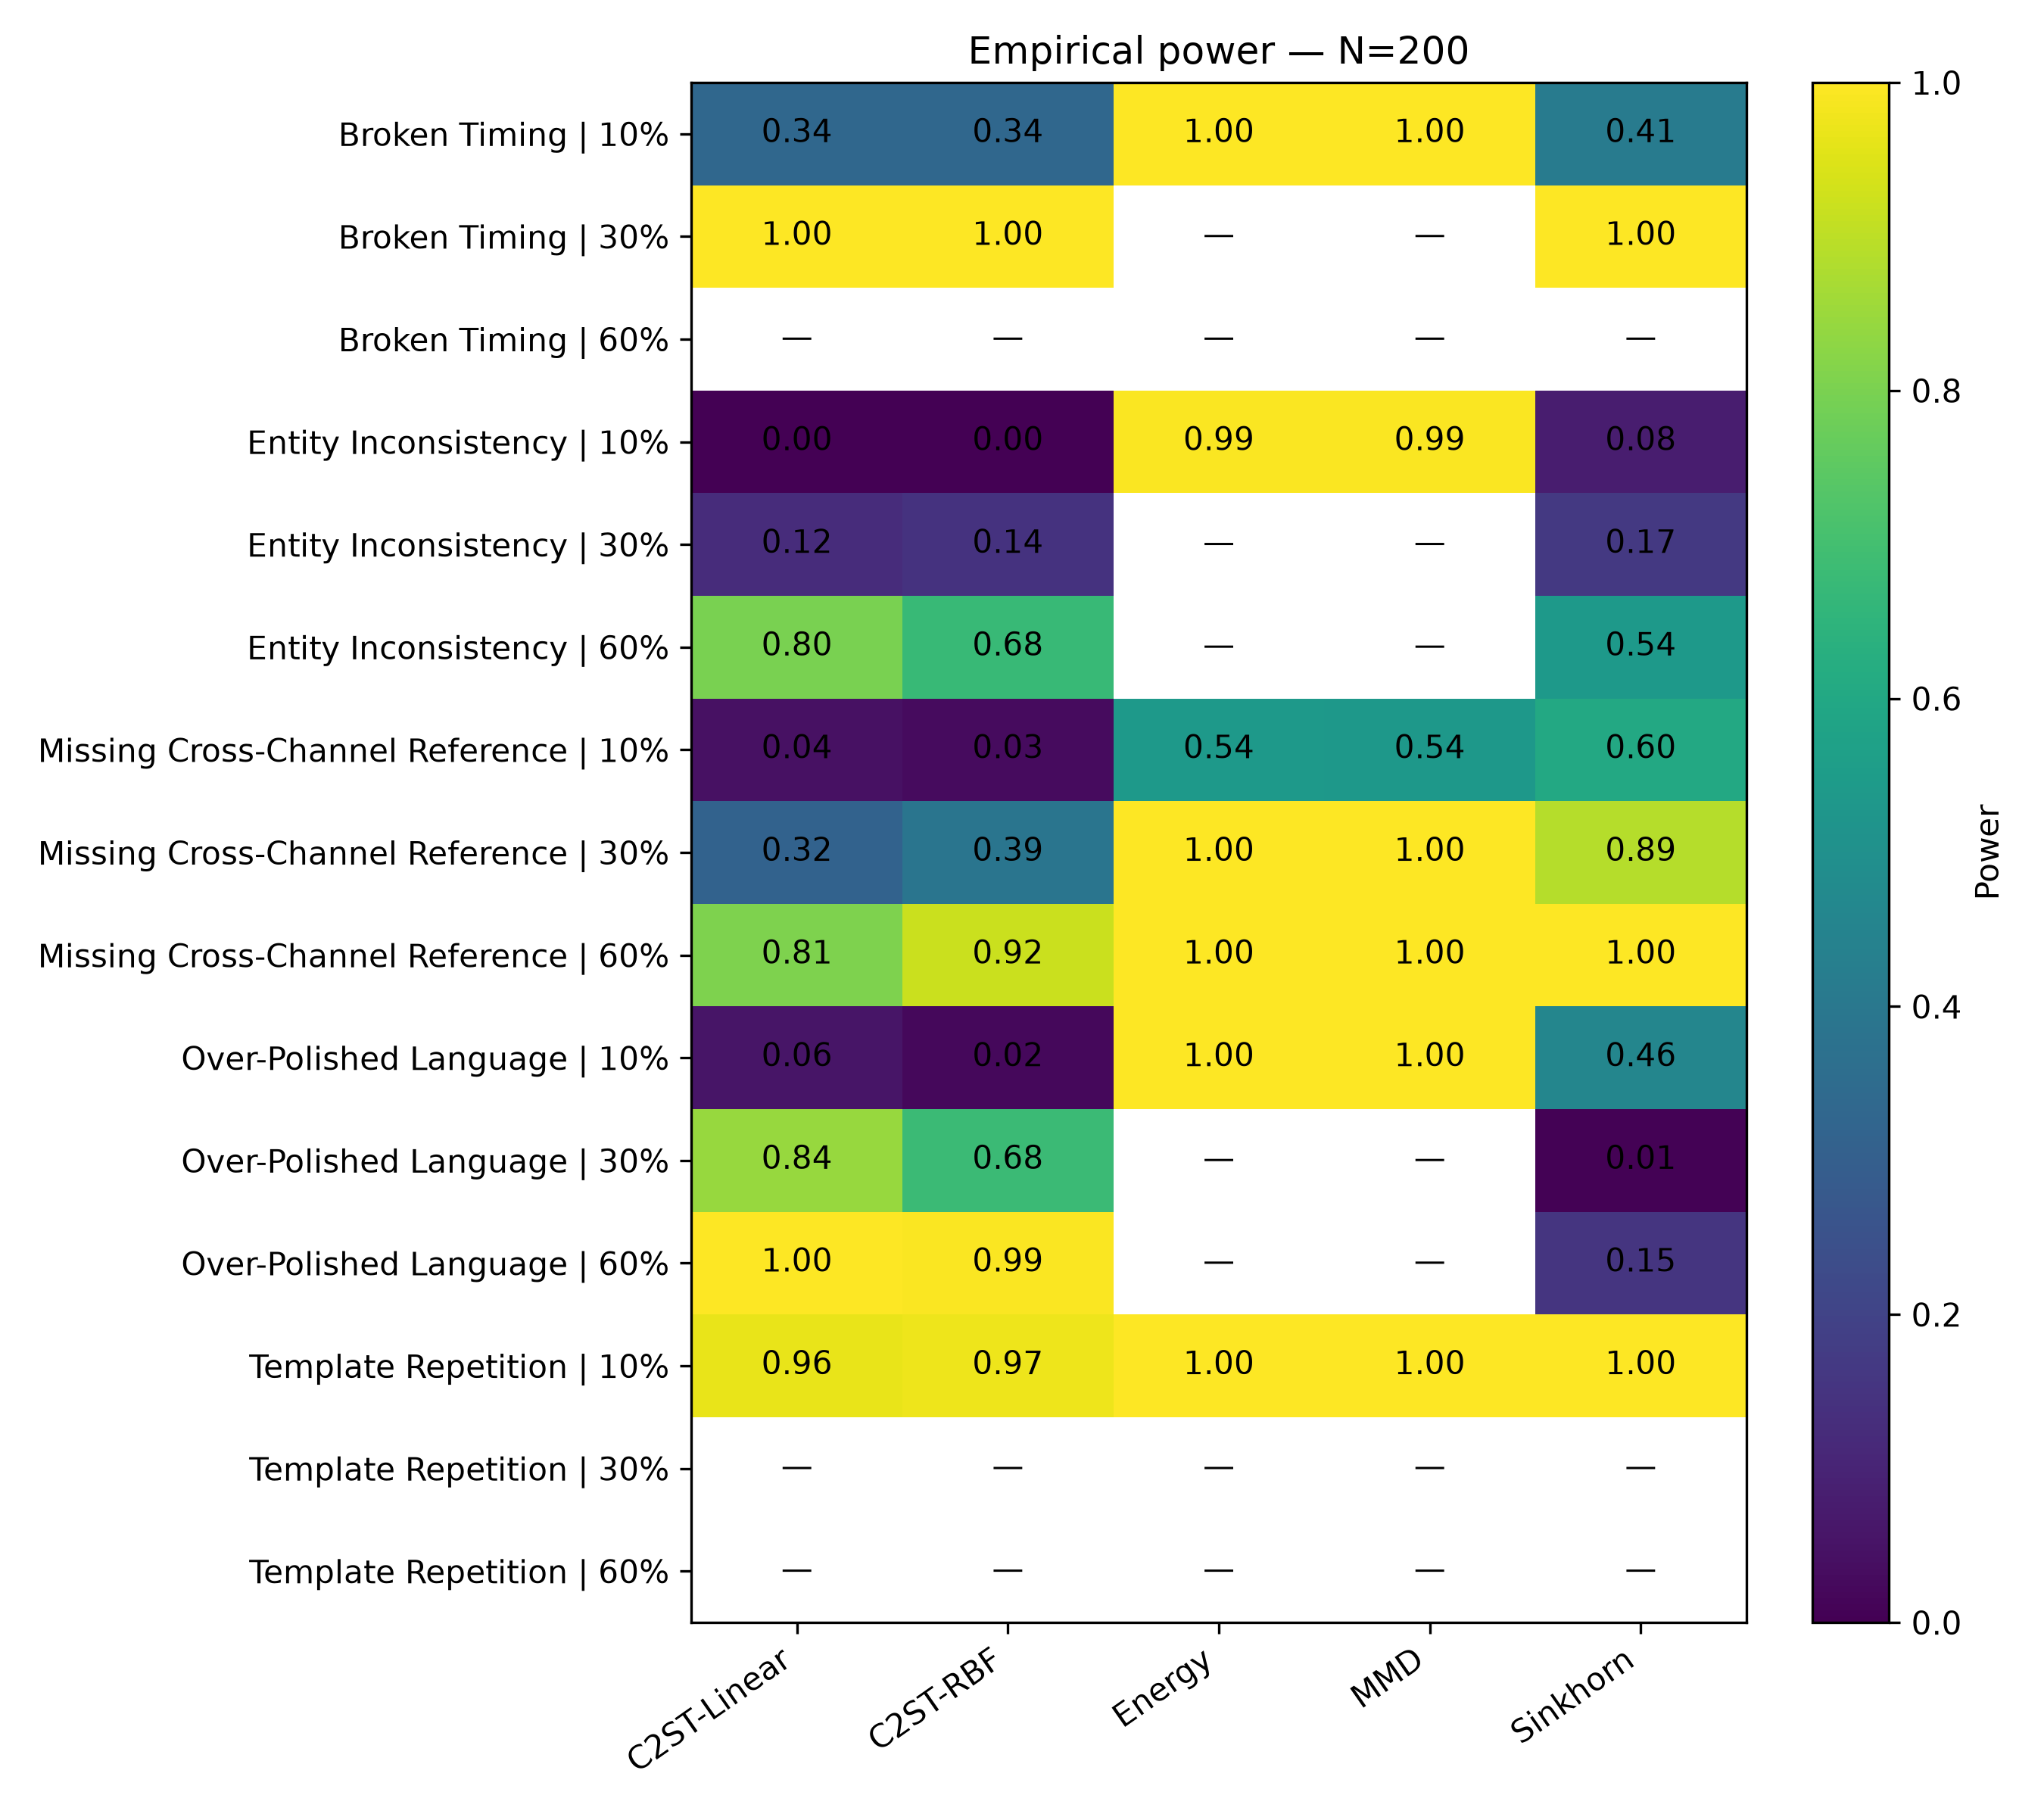 Empirical power — N=200
Broken Timing | 10% 0.34 0.34 1.00 1.00 0.41
Broken Timing | 30% 1.00 1.00 — — 1.00
Broken Timing | 60% — — — — —
Entity Inconsistency | 10% 0.00 0.00 0.99 0.99 0.08
Entity Inconsistency | 30% 0.12 0.14 — — 0.17
Entity Inconsistency | 60% 0.80 0.68 — — 0.54
Missing Cross-Channel Reference | 10% 0.04 0.03 0.54 0.54 0.60
Missing Cross-Channel Reference | 30% 0.32 0.39 1.00 1.00 0.89
Missing Cross-Channel Reference | 60% 0.81 0.92 1.00 1.00 1.00
Over-Polished Language | 10% 0.06 0.02 1.00 1.00 0.46
Over-Polished Language | 30% 0.84 0.68 — — 0.01
Over-Polished Language | 60% 1.00 0.99 — — 0.15
Template Repetition | 10% 0.96 0.97 1.00 1.00 1.00
Template Repetition | 30% — — — — —
Template Repetition | 60% — — — — —
C2ST-Linear C2ST-RBF Energy MMD Sinkhorn
1.0
0.8
0.6
0.4
0.2
0.0
Power